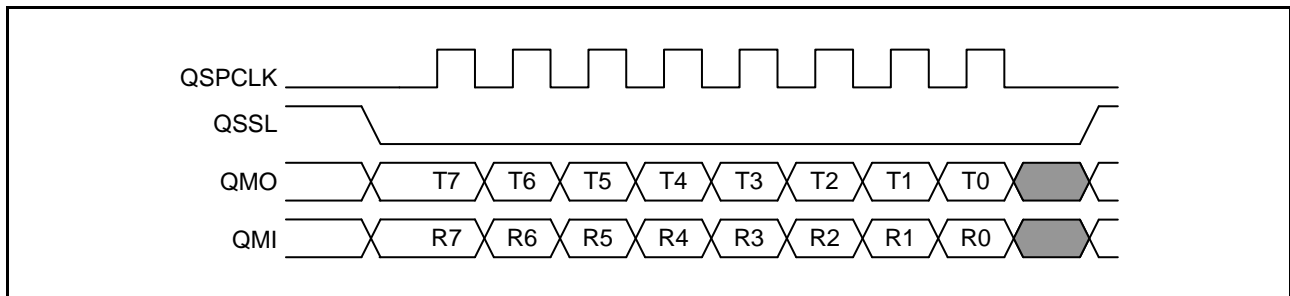 QSPCLK
QSSL
QMO T7 T6 T5 T4 T3 T2 T1 T0
QMI R7 R6 R5 R4 R3 R2 R1 R0